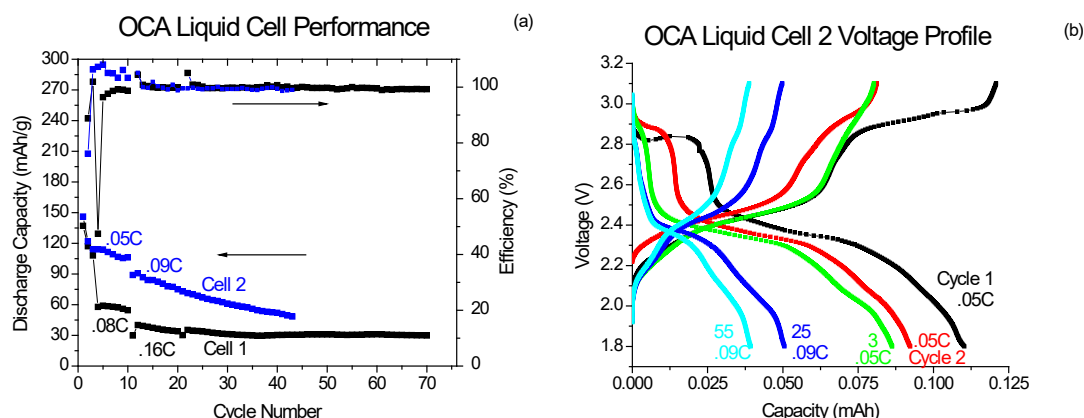 OCA Liquid Cell Performance
(a)
300
270
240
210
180
150
120
90
60
30
0
Discharge Capacity (mAh/g)
100
80
60
40
20
0
Efficiency (%)
.05C
.09C
Cell 2
.08C
.16C
Cell 1
0 10 20 30 40 50 60 70
Cycle Number
OCA Liquid Cell 2 Voltage Profile
(b)
3.0
2.8
2.6
2.4
2.2
2.0
1.8
Voltage (V)
Cycle 1
.05C
55
.09C
25
.09C
3
.05C
.05C
Cycle 2
0.000 0.025 0.050 0.075 0.100 0.125
Capacity (mAh)